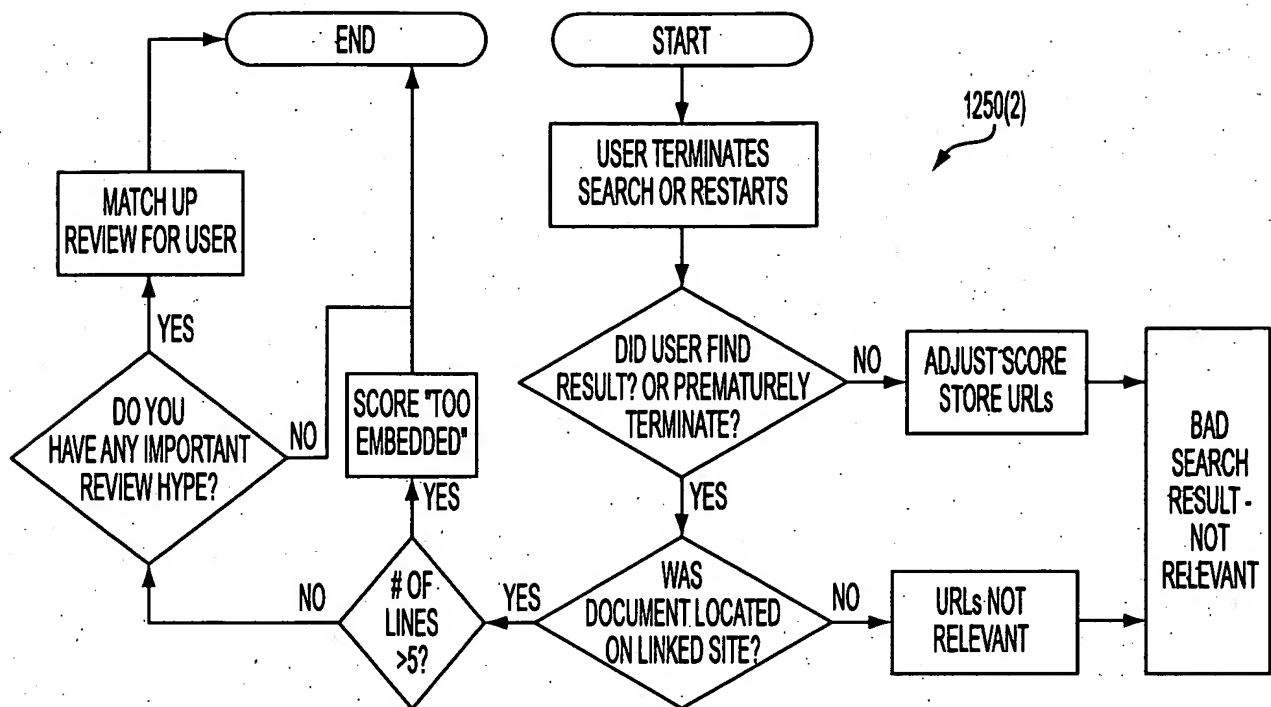 END
START
1250(2)
USER TERMINATES
SEARCH OR RESTARTS
MATCH UP
REVIEW FOR USER
YES
DID USER FIND
RESULT? OR PREMATURELY
TERMINATE?
NO
ADJUST SCORE
STORE URLs
BAD
SEARCH
RESULT -
NOT
RELEVANT
DO YOU
HAVE ANY IMPORTANT
REVIEW HYPE?
NO
SCORE "TOO
EMBEDDED"
YES
YES
NO
# OF
LINES
>5?
YES
WAS
DOCUMENT LOCATED
ON LINKED SITE?
NO
URLs NOT
RELEVANT